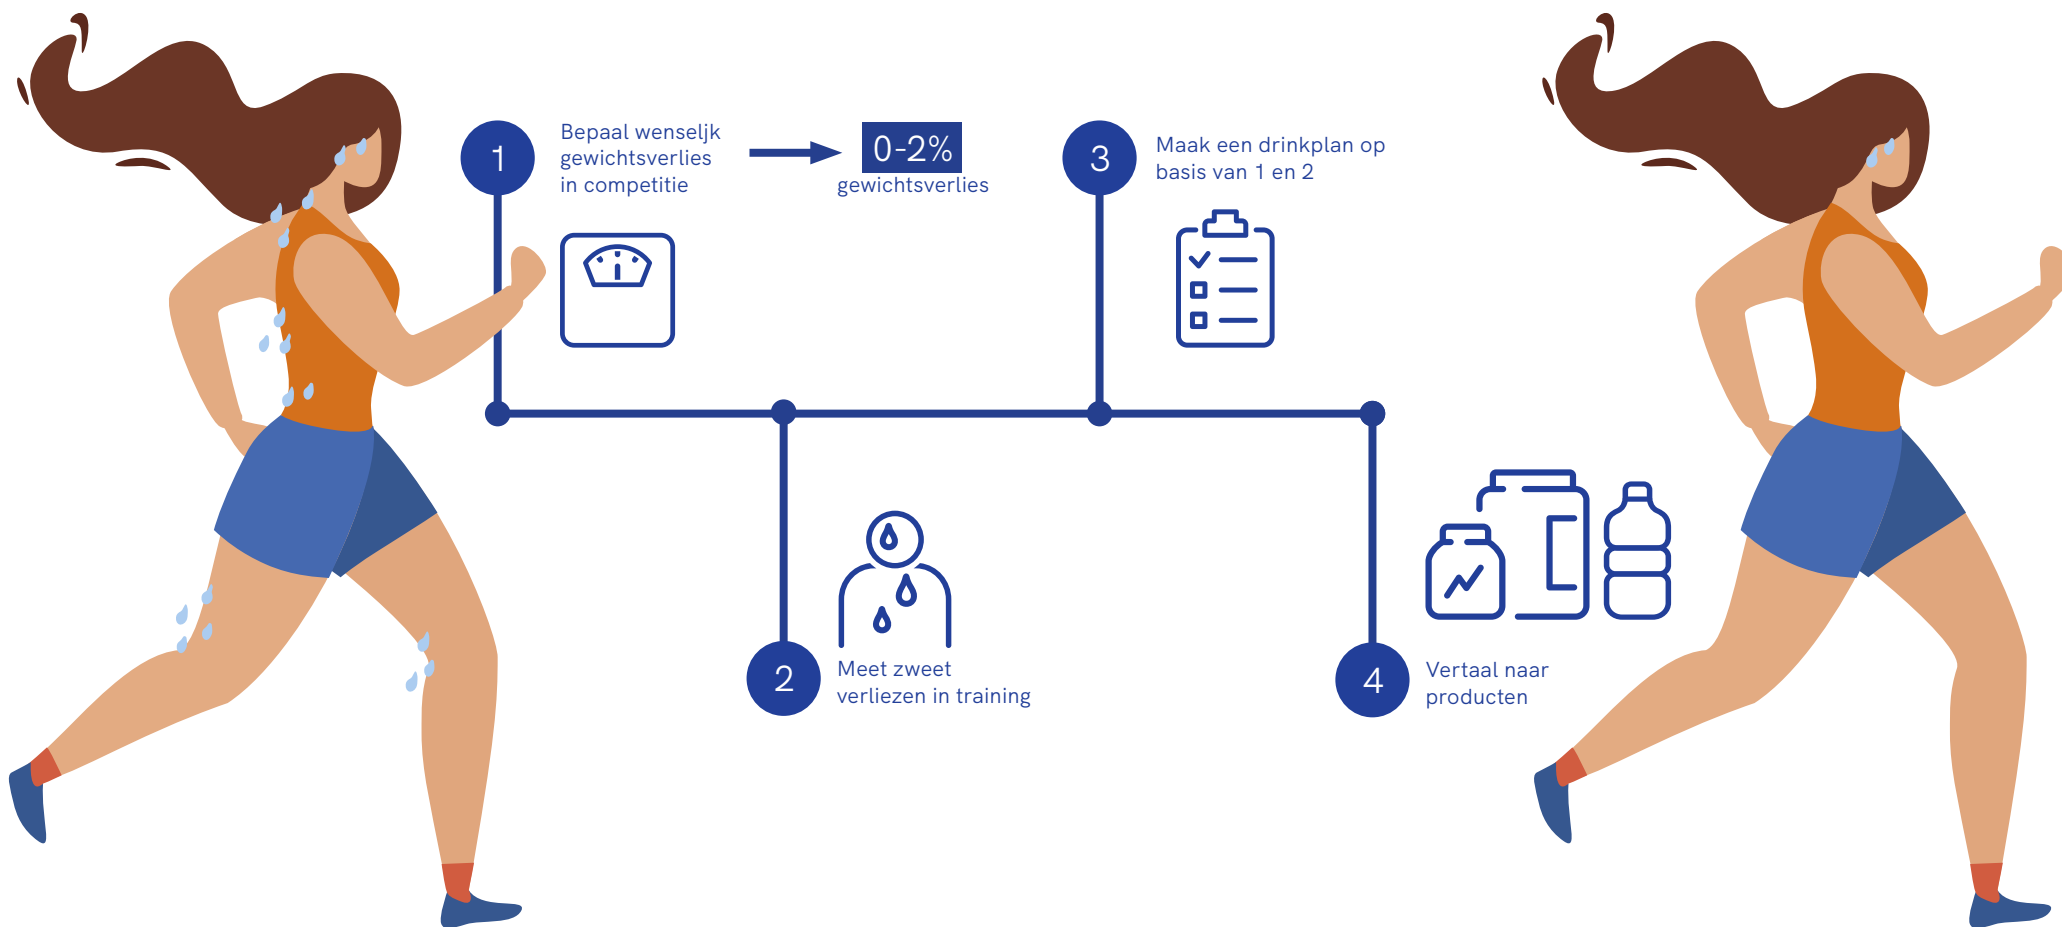 1
Bepaal wenseljk
gewichtsverlies
in competitie
0-2%
gewichtsverlies
2
Meet zweet
verliezen in training
3
Maak een drinkplan op
basis van 1 en 2
4
Vertaal naar
producten